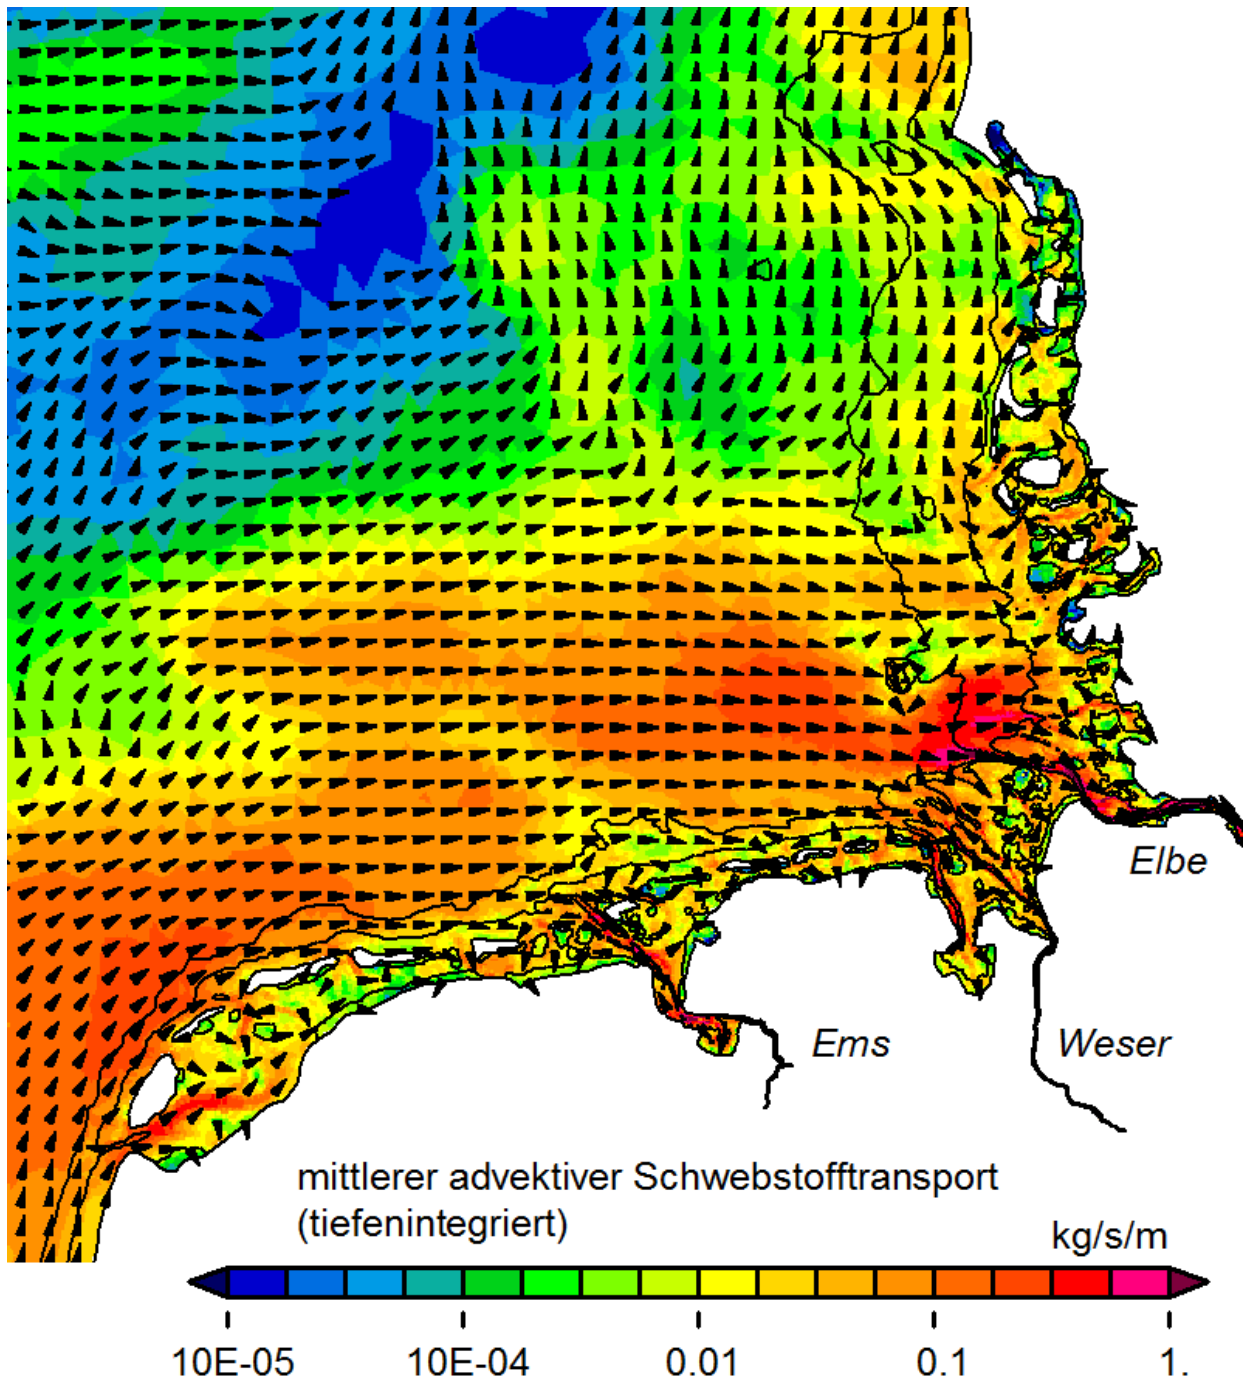 Elbe
Ems
Weser
mittlerer advektiver Schwebstofftransport
(tiefenintegriert)
kg/s/m
10E-05 10E-04 0.01 0.1 1.